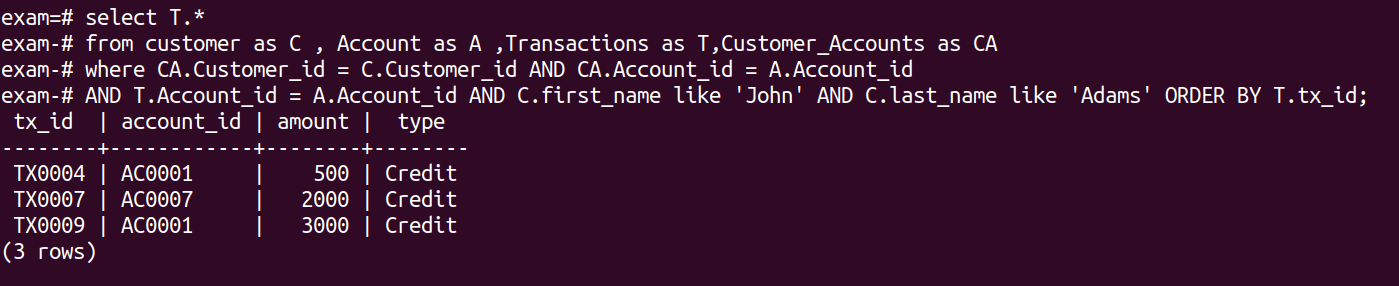 exam=# select T.*
exam-# from customer as C , Account as A ,Transactions as T,Customer_Accounts as CA
exam-# where CA.Customer_id = C.Customer_id AND CA.Account_id = A.Account_id
exam-# AND T.Account_id = A.Account_id AND C.first_name like 'John' AND C.last_name like 'Adams' ORDER BY T.tx_id;
 tx_id  | account_id | amount |  type
--------+------------+--------+--------
 TX0004 | AC0001     |    500 | Credit
 TX0007 | AC0007     |   2000 | Credit
 TX0009 | AC0001     |   3000 | Credit
(3 rows)